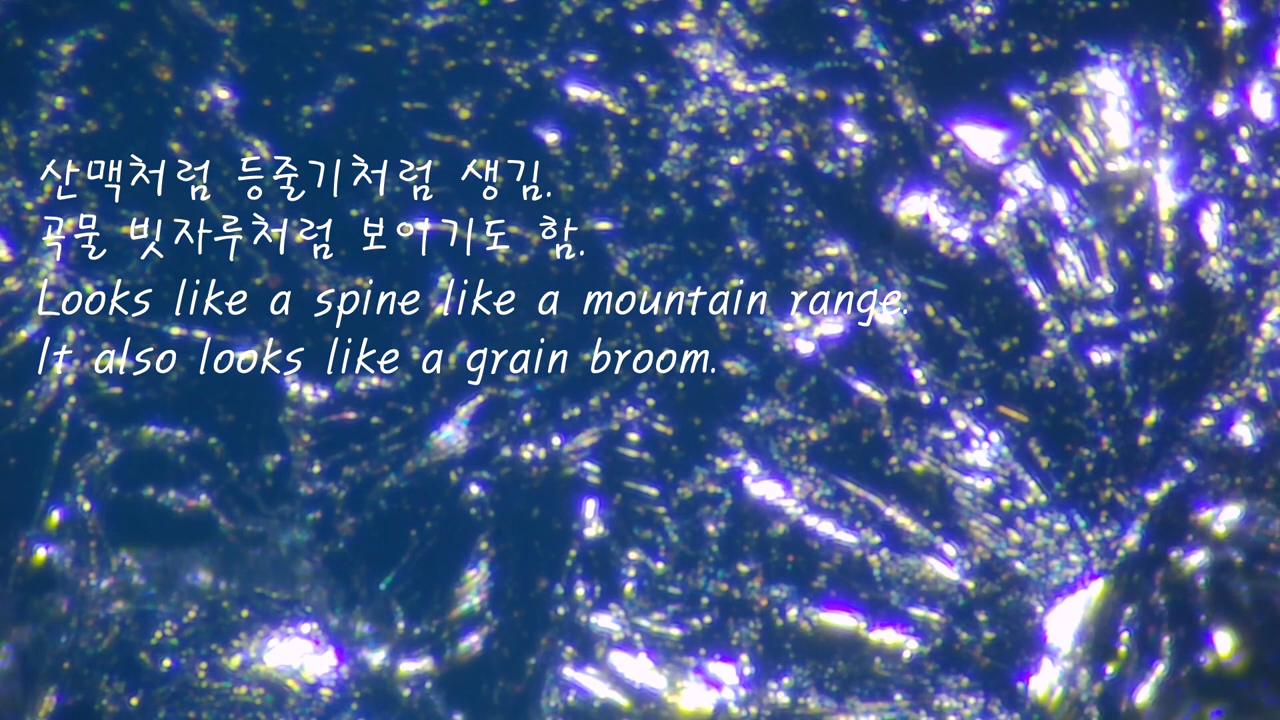 산맥처럼 등줄기처럼 생김.
곡물 빗자루처럼 보여기도 함.
Looks like a spine like a mountain range.
It also looks like a grain broom.